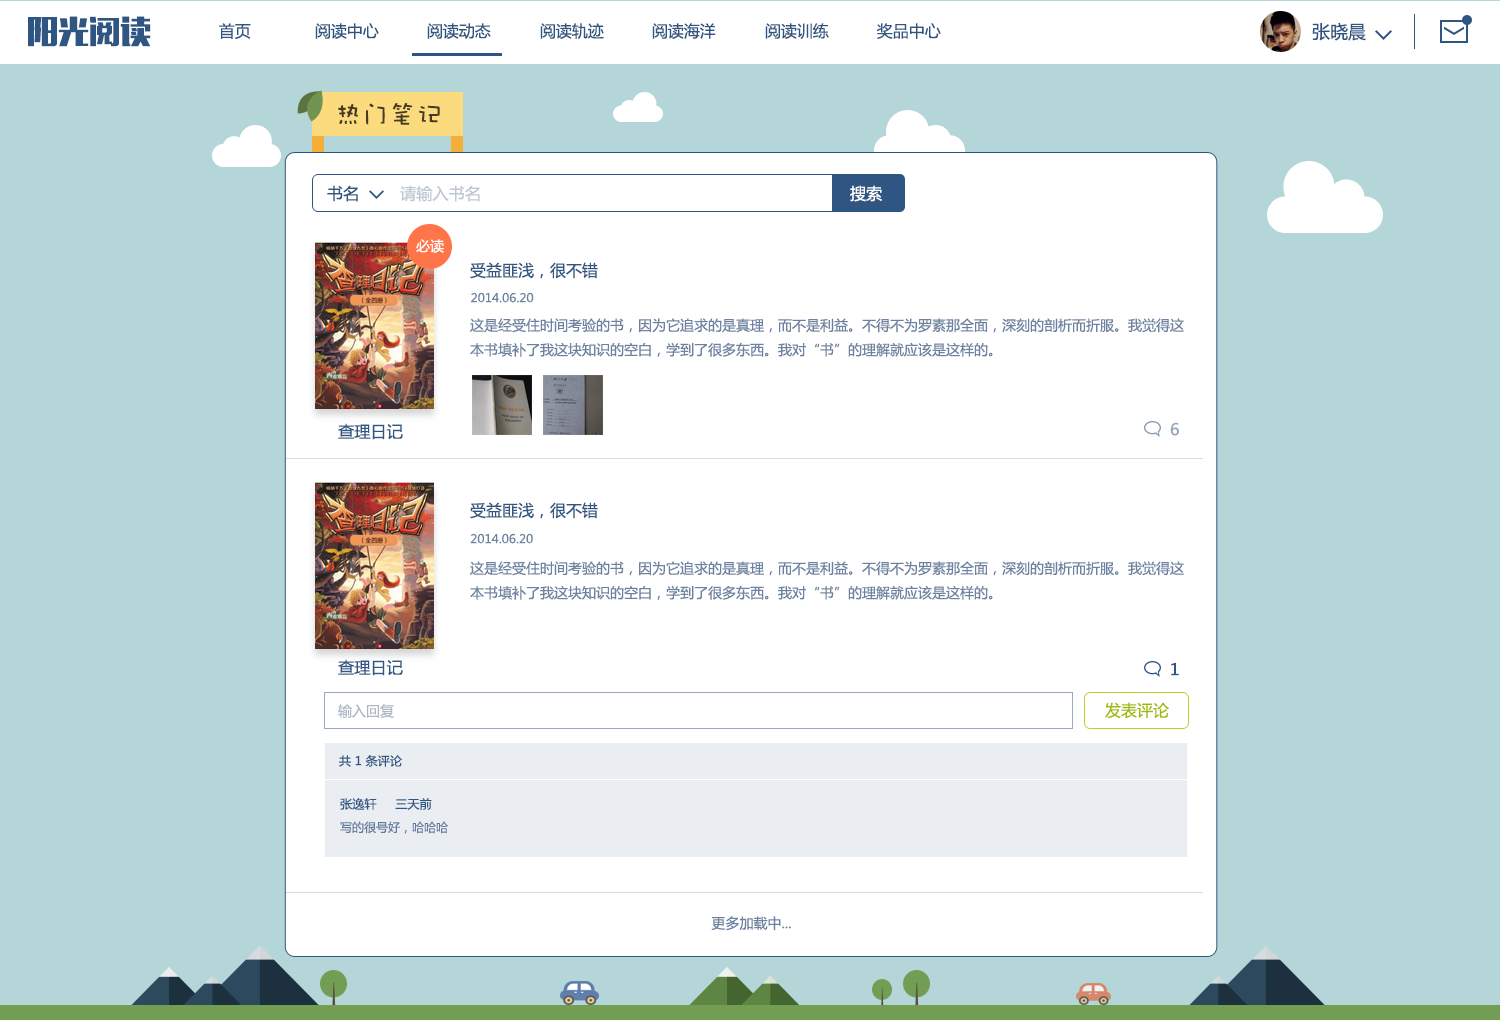 阳光阅读
首页
阅读中心
阅读动态
阅读轨迹
阅读海洋
阅读训练
奖品中心
张晓晨
热门笔记
书名
请输入书名
搜索
必读
查理日记
（全四册）
受益匪浅，很不错
2014.06.20
这是经受住时间考验的书，因为它追求的是真理，而不是利益。不得不为罗素那全面，深刻的剖析而折服。我觉得这
本书填补了我这块知识的空白，学到了很多东西。我对“书”的理解就应该是这样的。
查理日记
6
查理日记
（全四册）
受益匪浅，很不错
2014.06.20
这是经受住时间考验的书，因为它追求的是真理，而不是利益。不得不为罗素那全面，深刻的剖析而折服。我觉得这
本书填补了我这块知识的空白，学到了很多东西。我对“书”的理解就应该是这样的。
查理日记
1
输入回复
发表评论
共 1 条评论
张逸轩
三天前
写的很号好，哈哈哈
更多加载中...